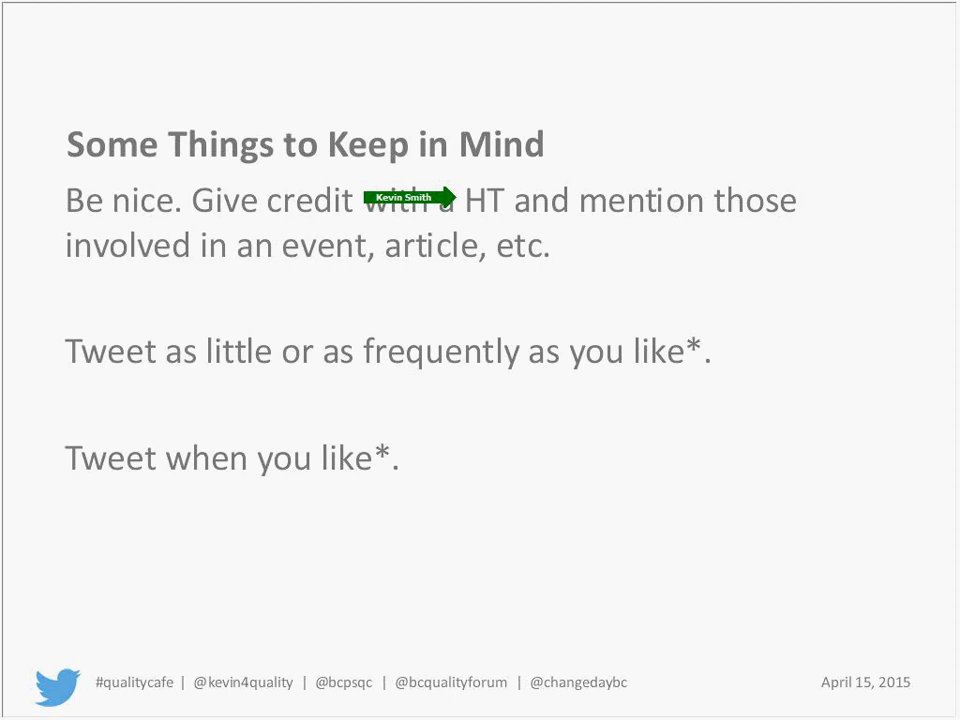 Some Things to Keep in Mind
Be nice. Give credit with a HT and mention those
Kevin Smith
involved in an event, article, etc.
Tweet as little or as frequently as you like*.
Tweet when you like*.
#qualitycafe | @kevin4quality | @bcpsqc | @bcqualityforum | @changedaybc
April 15, 2015